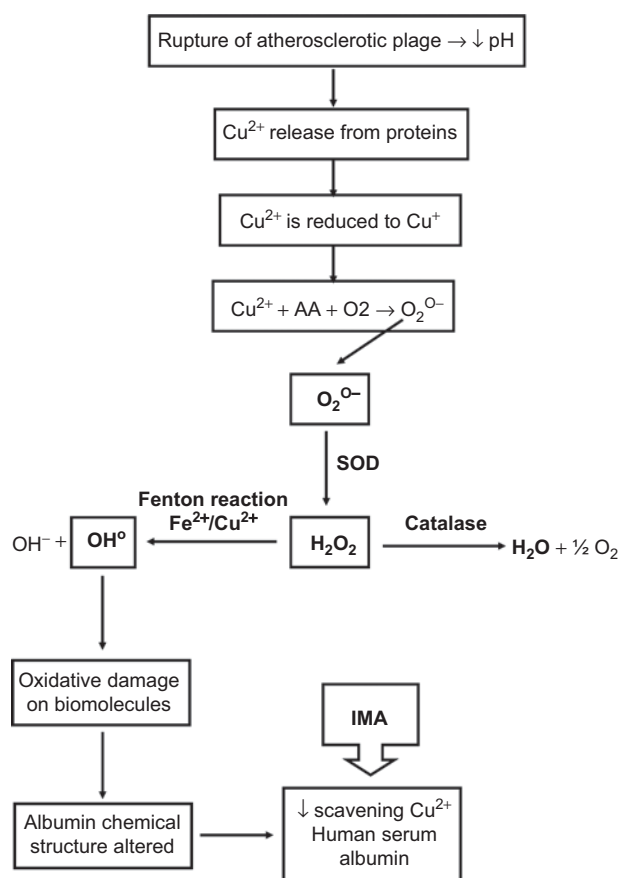 Rupture of atherosclerotic plage → ↓ pH
Cu²⁺ release from proteins
Cu²⁺ is reduced to Cu⁺
Cu²⁺ + AA + O2 → O₂ᴼ⁻
O₂ᴼ⁻
SOD
Fenton reaction
Fe²⁺/Cu²⁺
Catalase
OH⁻ + OHᴼ
H₂O₂
H₂O + ½ O₂
Oxidative damage
on biomolecules
IMA
Albumin chemical
structure altered
↓ scavening Cu²⁺
Human serum
albumin